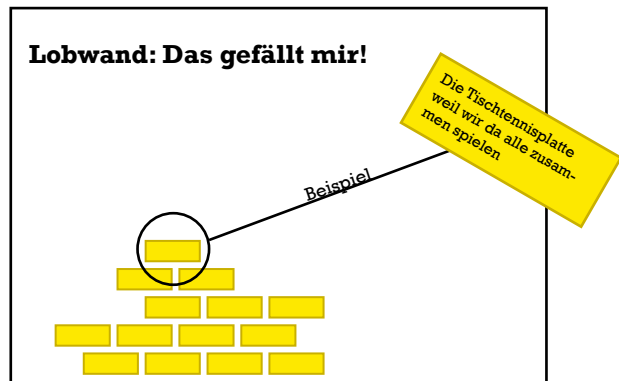 Lobwand: Das gefällt mir!
Die Tischtennisplatte
weil wir da alle zusam-
men spielen
Beispiel